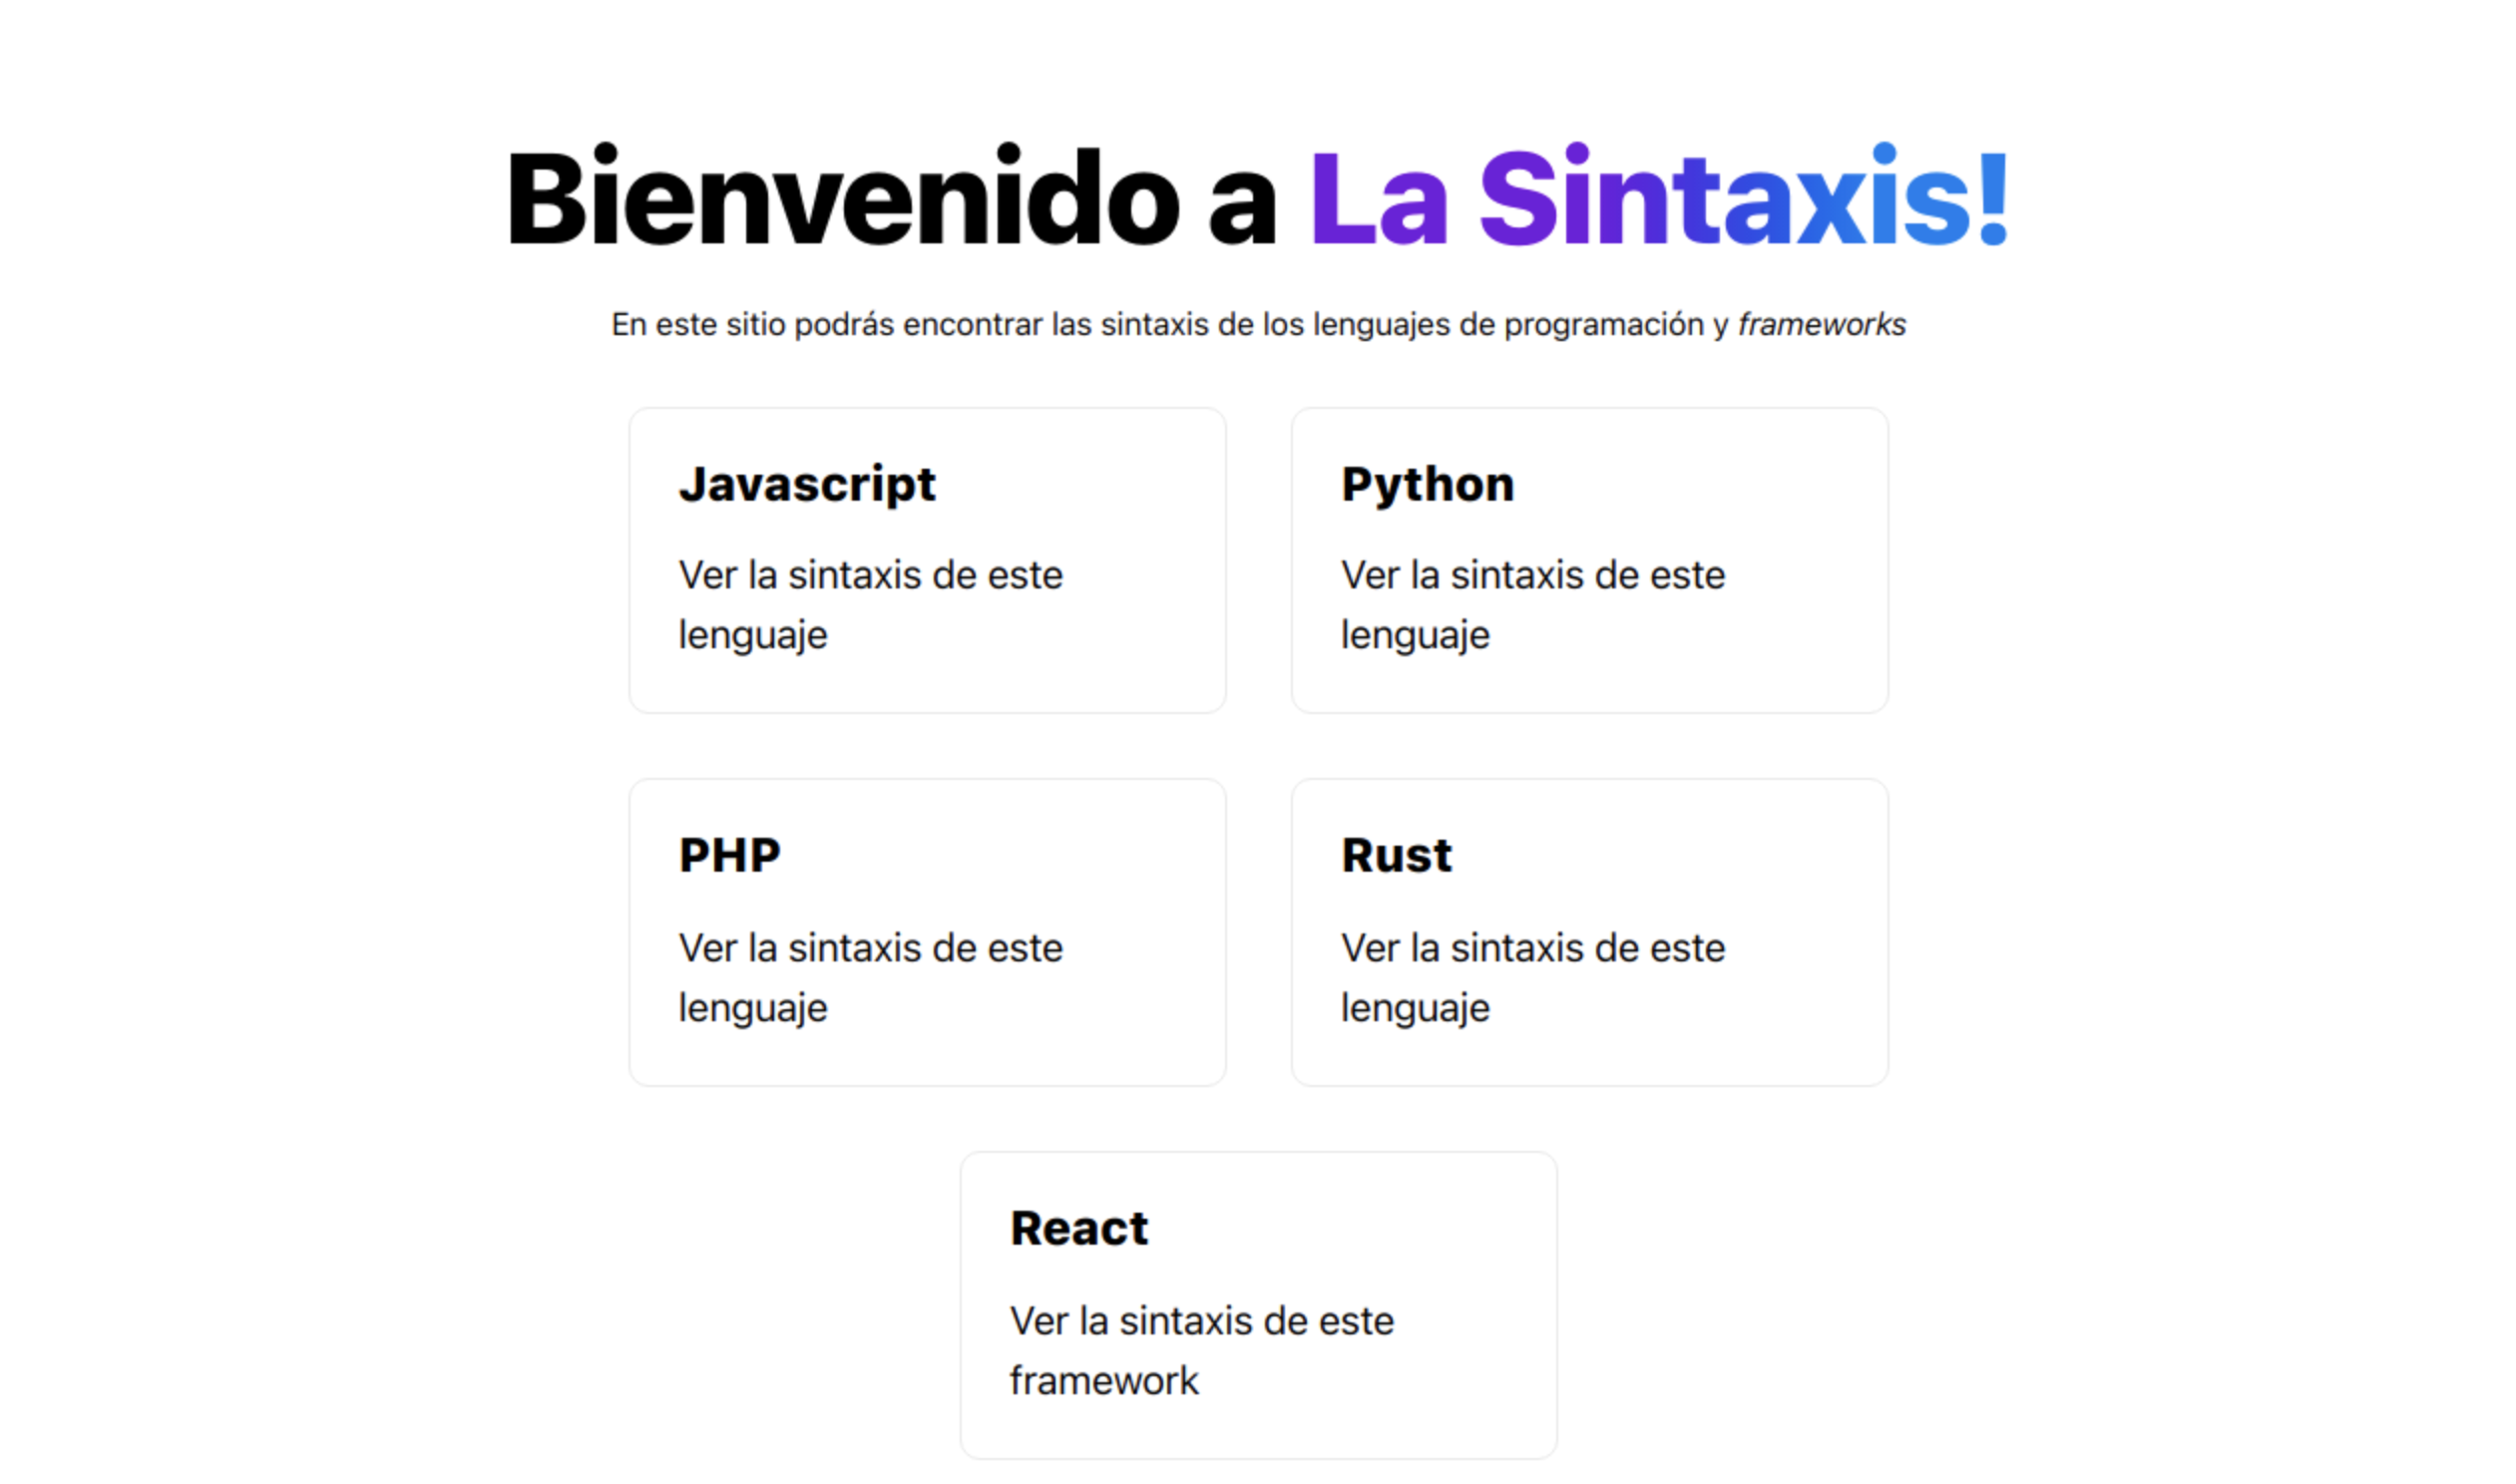 Bienvenido a La Sintaxis!
En este sitio podrás encontrar las sintaxis de los lenguajes de programación y frameworks
Javascript
Ver la sintaxis de este
lenguaje
Python
Ver la sintaxis de este
lenguaje
PHP
Ver la sintaxis de este
lenguaje
Rust
Ver la sintaxis de este
lenguaje
React
Ver la sintaxis de este
framework